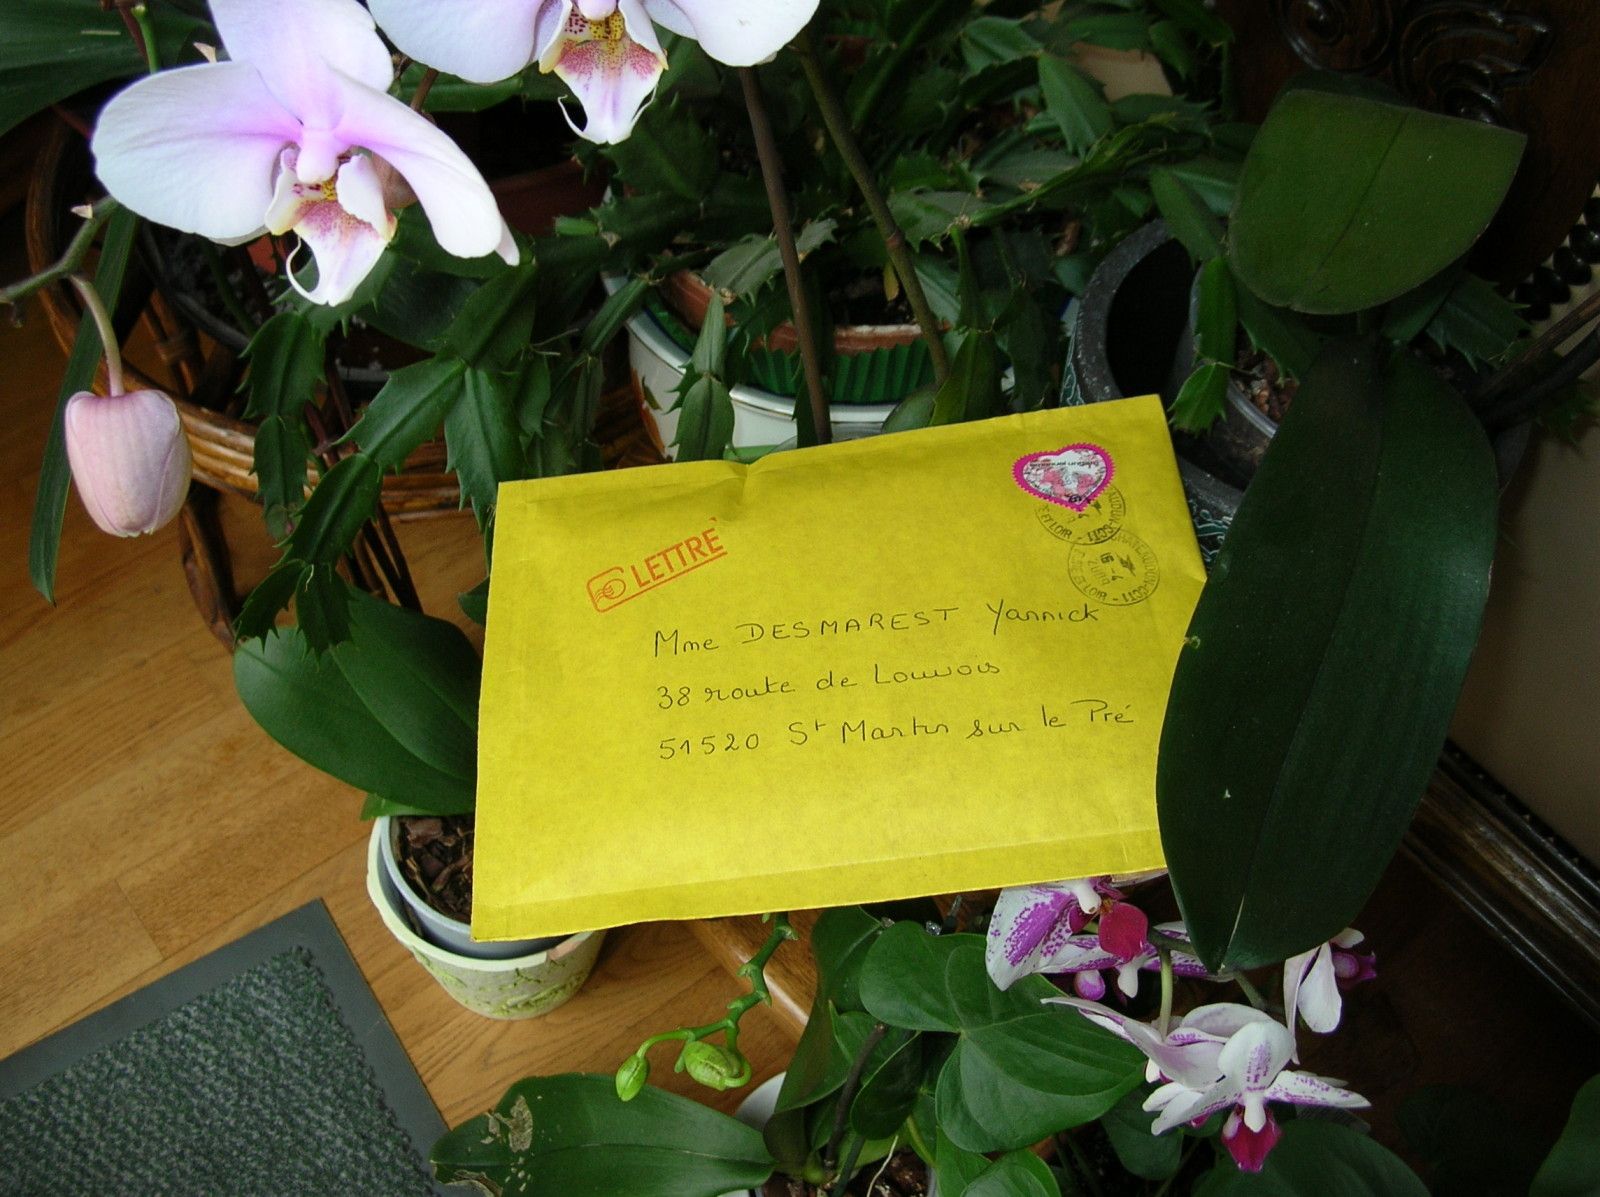 LETTRE
Mme DESMAREST Yannick
38 route de Louvois
51520 St Martin sur le Pré